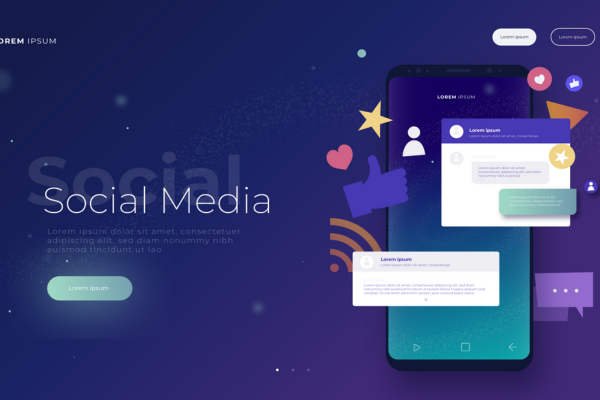 OREM IPSUM
Lorem ipsum
Lorem ipsum
Social
Social Media
Lorem ipsum dolor sit amet, consectetuer
adipiscing elit, sed diam nonummy nibh
euismod tincidunt ut lao
Lorem ipsum
LOREM IPSUM
Lorem ipsum
Lorem ipsum